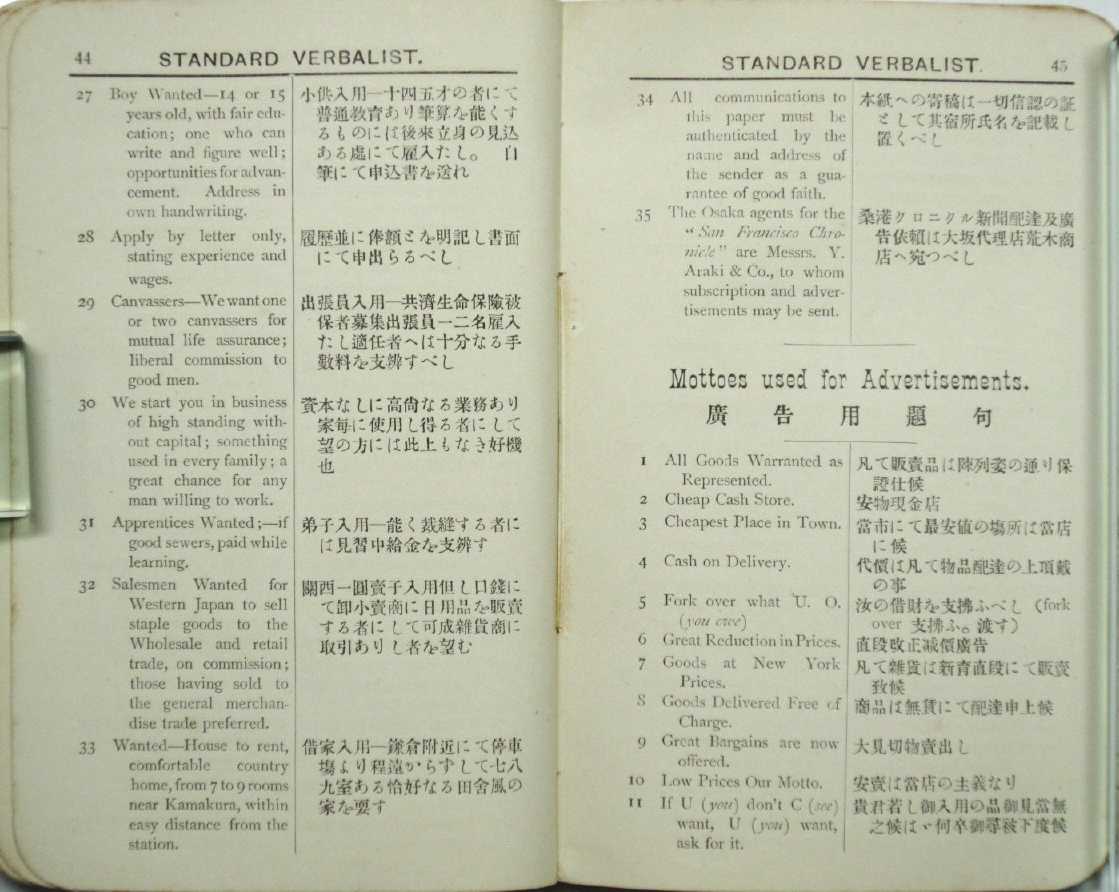 44 STANDARD VERBALIST.
27 Boy Wanted—14 or 15
years old, with fair edu-
cation; one who can
write and figure well;
opportunities for advan-
cement. Address in
own handwriting.
小供入用—十四五才の者にて
普通教育あり筆算を能くす
るものには後來立身の見込
ある處にて雇入たし。 自
筆にて申込書を送れ
28 Apply by letter only,
stating experience and
wages.
履歴並に俸額とを明記し書面
にて申出らるべし
29 Canvassers—We want one
or two canvassers for
mutual life assurance;
liberal commission to
good men.
出張員入用—共濟生命保險被
保者募集出張員一二名雇入
たし適任者へは十分なる手
數料を支辨すべし
30 We start you in business
of high standing with-
out capital; something
used in every family; a
great chance for any
man willing to work.
資本なしに高尙なる業務あり
家毎に使用し得る者にして
望の方には此上もなき好機
也
31 Apprentices Wanted;—if
good sewers, paid while
learning.
弟子入用—能く裁縫する者に
は見習中給金を支辨す
32 Salesmen Wanted for
Western Japan to sell
staple goods to the
Wholesale and retail
trade, on commission;
those having sold to
the general merchan-
dise trade preferred.
關西一圓賣子入用但し口錢に
て卸小賣商に日用品を販賣
する者にして可成雜貨商に
取引ありし者を望む
33 Wanted—House to rent,
comfortable country
home, from 7 to 9 rooms
near Kamakura, within
easy distance from the
station.
借家入用—鎌倉附近にて停車
塲より程遠からずして七八
九室ある恰好なる田舍風の
家を要す
STANDARD VERBALIST. 45
34 All communications to
this paper must be
authenticated by the
name and address of
the sender as a gua-
rantee of good faith.
本紙への寄稿は一切信認の証
として其宿所氏名を記載し
置くべし
35 The Osaka agents for the
"San Francisco Chro-
nicle" are Messrs. Y.
Araki & Co., to whom
subscription and adver-
tisements may be sent.
桑港クロニクル新聞配達及廣
告依賴は大坂代理店荒木商
店へ宛つべし
Mottoes used for Advertisements.
廣告用題句
1 All Goods Warranted as
Represented.
凡て販賣品は陳列姿の通り保
證仕候
2 Cheap Cash Store.
安物現金店
3 Cheapest Place in Town.
當市にて最安値の塲所は當店
に候
4 Cash on Delivery.
代價は凡て物品配達の上頂戴
の事
5 Fork over what U. O.
(you owe)
汝の借財を支拂ふべし (fork
over 支拂ふ。渡す)
6 Great Reduction in Prices.
直段改正减價廣告
7 Goods at New York
Prices.
凡て雜貨は新育直段にて販賣
致候
8 Goods Delivered Free of
Charge.
商品は無賃にて配達申上候
9 Great Bargains are now
offered.
大見切物賣出し
10 Low Prices Our Motto.
安賣は當店の主義なり
11 If U (you) don't C (see)
want, U (you) want,
ask for it.
貴君若し御入用の品御見當無
之候はゞ何卒御尋被下度候